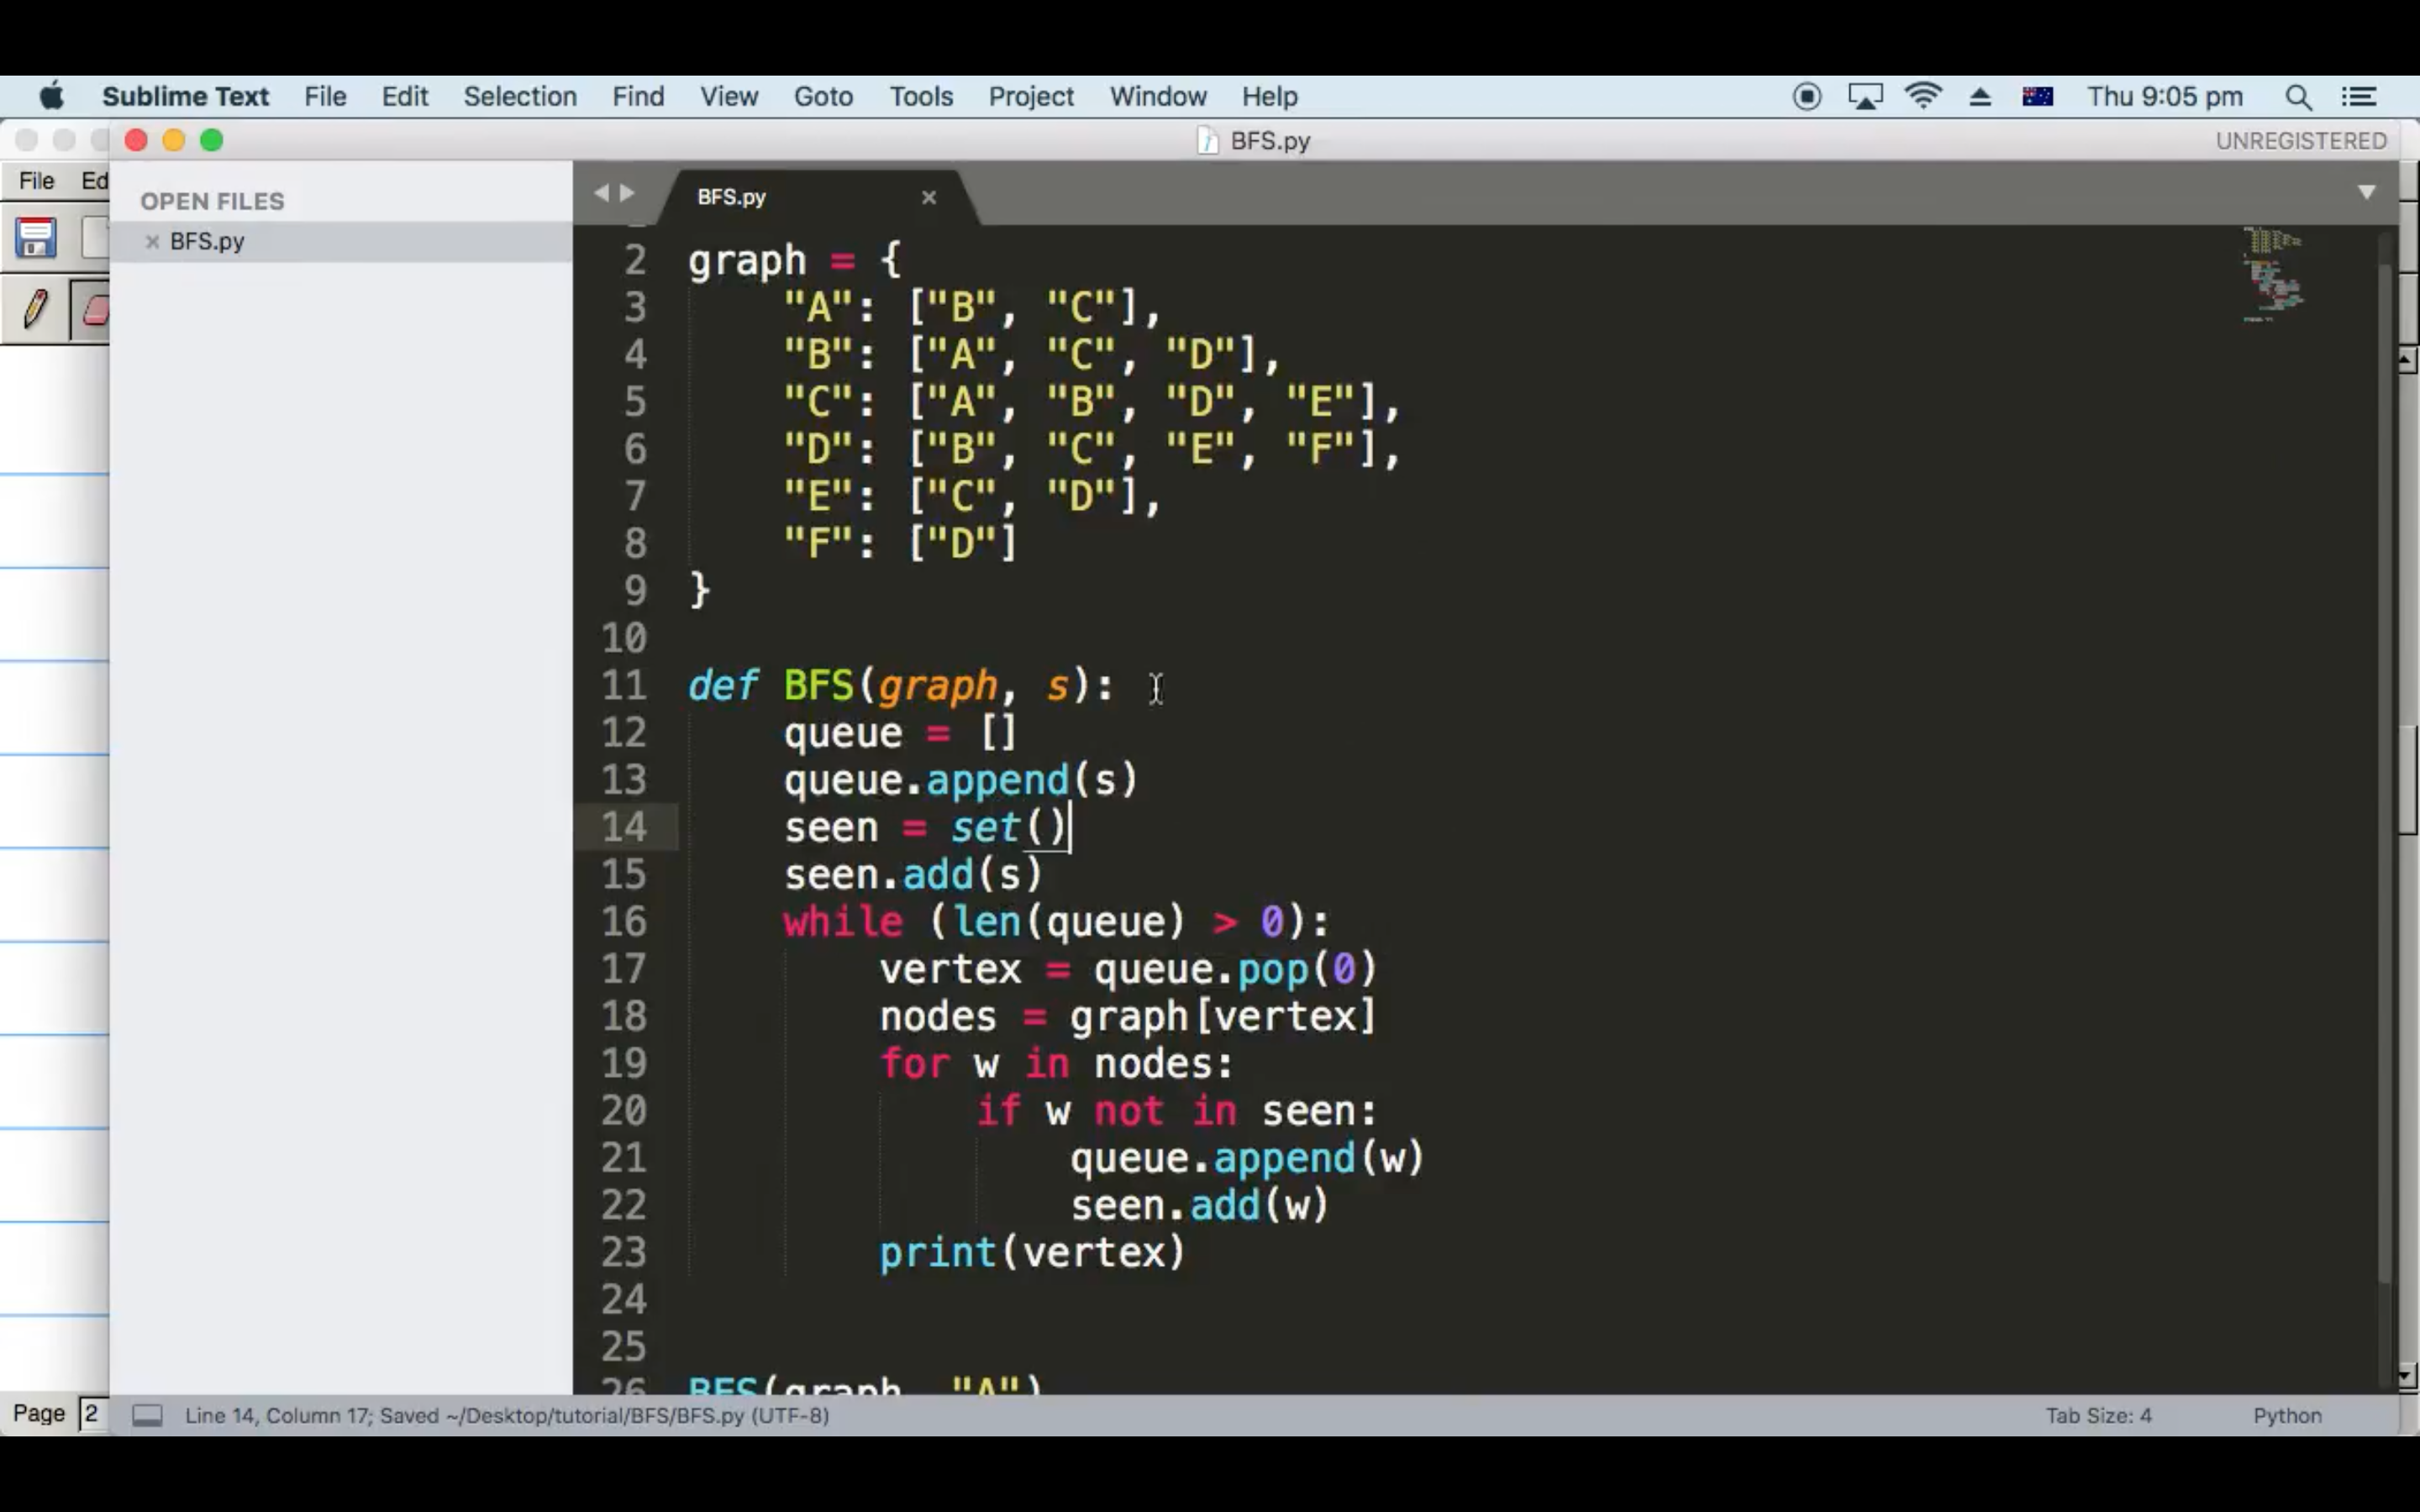 Sublime Text File Edit Selection Find View Goto Tools Project Window Help Thu 9:05 pm
BFS.py UNREGISTERED
File Ed
OPEN FILES
BFS.py
BFS.py
2 graph = {
3     "A": ["B", "C"],
4     "B": ["A", "C", "D"],
5     "C": ["A", "B", "D", "E"],
6     "D": ["B", "C", "E", "F"],
7     "E": ["C", "D"],
8     "F": ["D"]
9 }
10
11 def BFS(graph, s):
12     queue = []
13     queue.append(s)
14     seen = set()
15     seen.add(s)
16     while (len(queue) > 0):
17         vertex = queue.pop(0)
18         nodes = graph[vertex]
19         for w in nodes:
20             if w not in seen:
21                 queue.append(w)
22                 seen.add(w)
23         print(vertex)
24
25
26 BFS(graph, "A")
Page 2 Line 14, Column 17; Saved ~/Desktop/tutorial/BFS/BFS.py (UTF-8) Tab Size: 4 Python